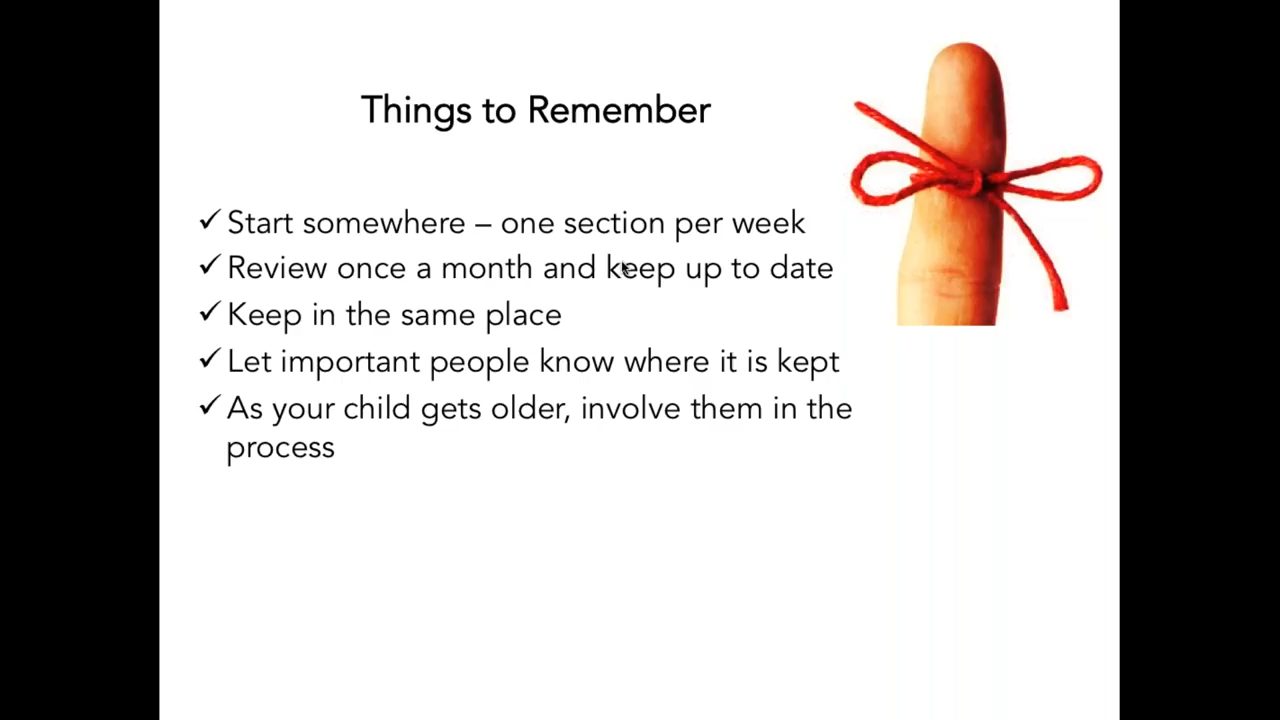 Things to Remember
✓ Start somewhere – one section per week
✓ Review once a month and keep up to date
✓ Keep in the same place
✓ Let important people know where it is kept
✓ As your child gets older, involve them in the
process